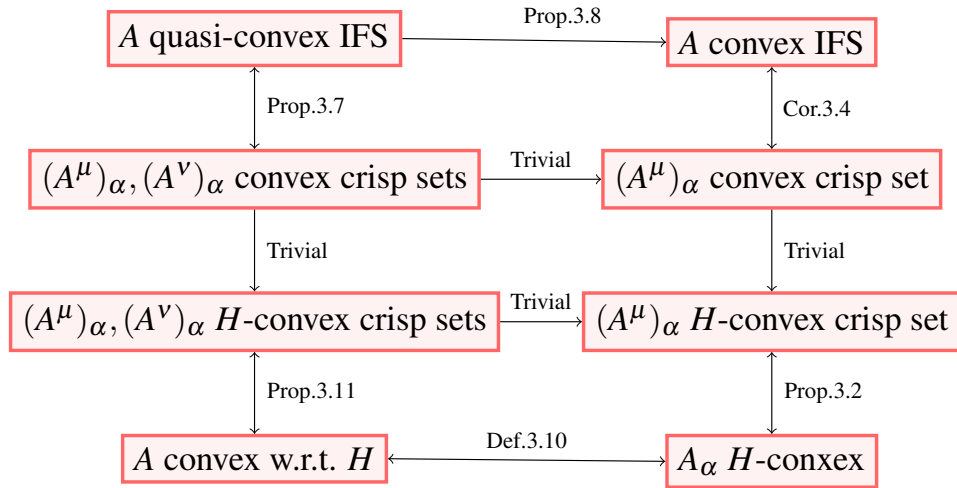 Prop.3.8
A quasi-convex IFS
A convex IFS
Prop.3.7
Cor.3.4
Trivial
(A^μ)_α, (A^ν)_α convex crisp sets
(A^μ)_α convex crisp set
Trivial
Trivial
Trivial
(A^μ)_α, (A^ν)_α H-convex crisp sets
(A^μ)_α H-convex crisp set
Prop.3.11
Prop.3.2
Def.3.10
A convex w.r.t. H
A_α H-conxex